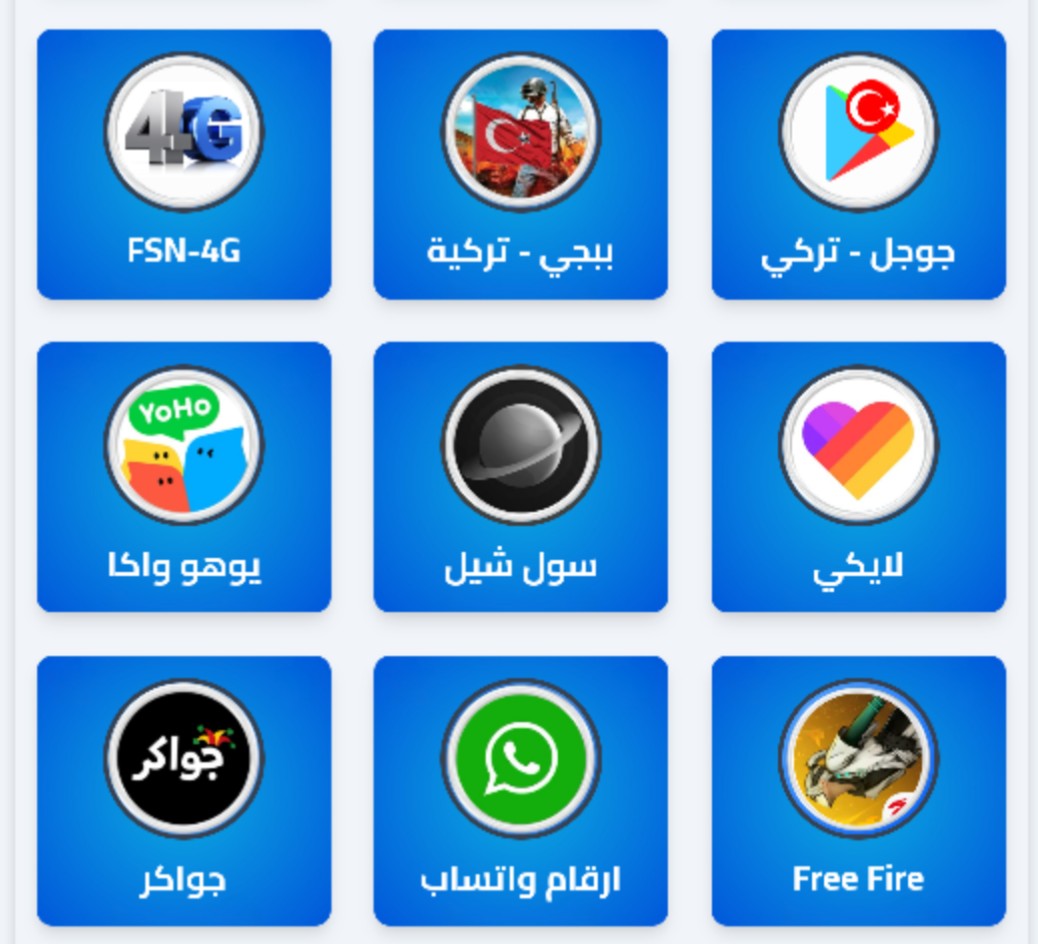 جوجل - تركي
ببجي - تركية
4G
FSN-4G
لايكي
سول شيل
YoHo
يوهو واكا
Free Fire
ارقام واتساب
جواكر
جواكر